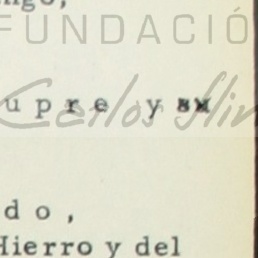 ngo,
FUNDACIÓ
upre y su
Carlos Slim
do,
Hierro y del